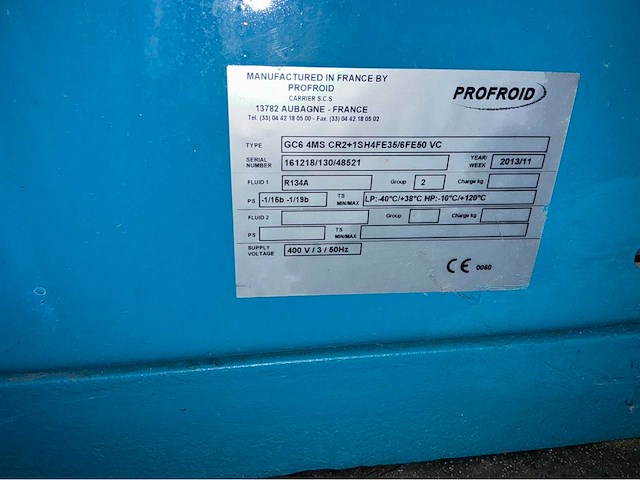 MANUFACTURED IN FRANCE BY
PROFROID
CARRIER S.C.S
13782 AUBAGNE - FRANCE
Tél. (33) 04 42 18 05 00 - Fax. (33) 04 42 18 05 02
PROFROID
TYPE GC6 4MS CR2+1SH4FE35/6FE50 VC
SERIAL NUMBER 161218/130/48521 YEAR/ WEEK 2013/11
FLUID 1 R134A Group 2 Charge kg
PS -1/15b -1/19b TS MIN/MAX LP:-40°C/+38°C HP:-10°C/+120°C
FLUID 2 Group Charge kg
PS TS MIN/MAX
SUPPLY VOLTAGE 400 V / 3 / 50Hz
CE 0060